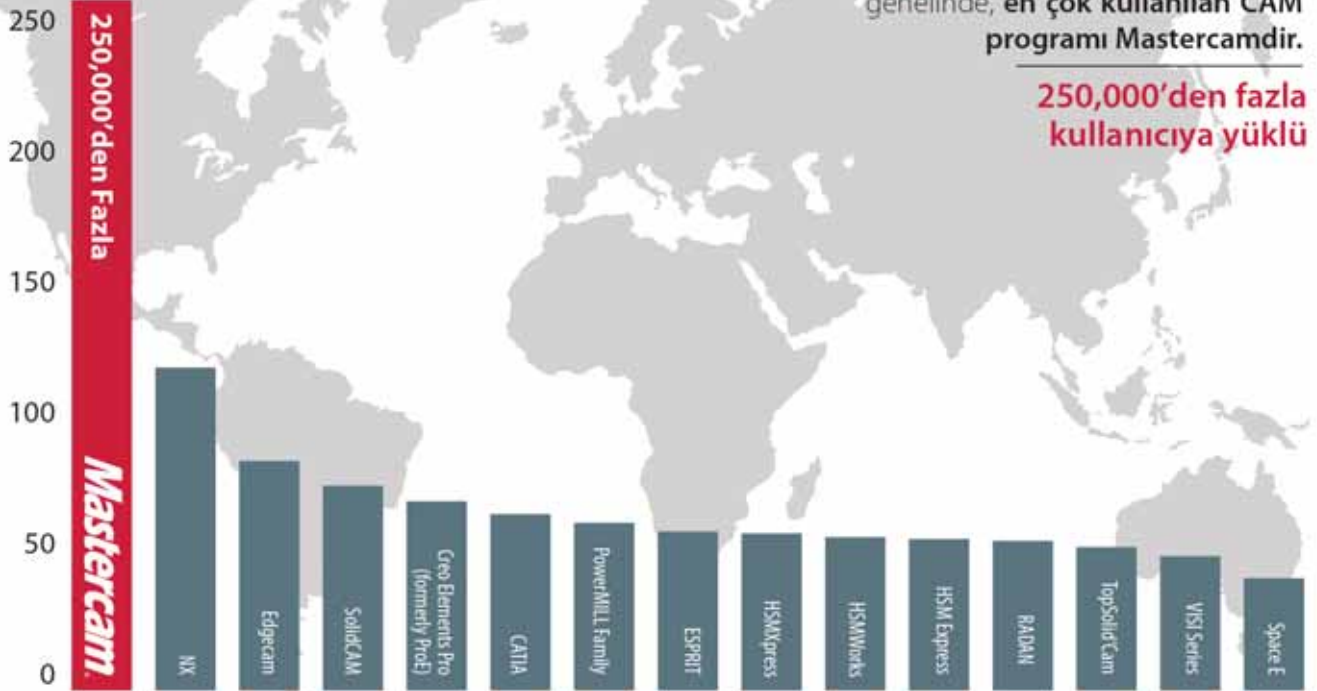 genelinde, en çok kullanılan CAM
programı Mastercamdir.
250,000'den fazla
kullanıcıya yüklü
250
200
150
100
50
0
250,000'den Fazla
Mastercam
NX
Edgecam
SolidCAM
Creo Elements Pro
(formerly ProE)
CATIA
PowerMILL Family
ESPRIT
HSMXpress
HSMWorks
HSM Express
RADAN
TopSolid'Cam
VISI Series
Space E